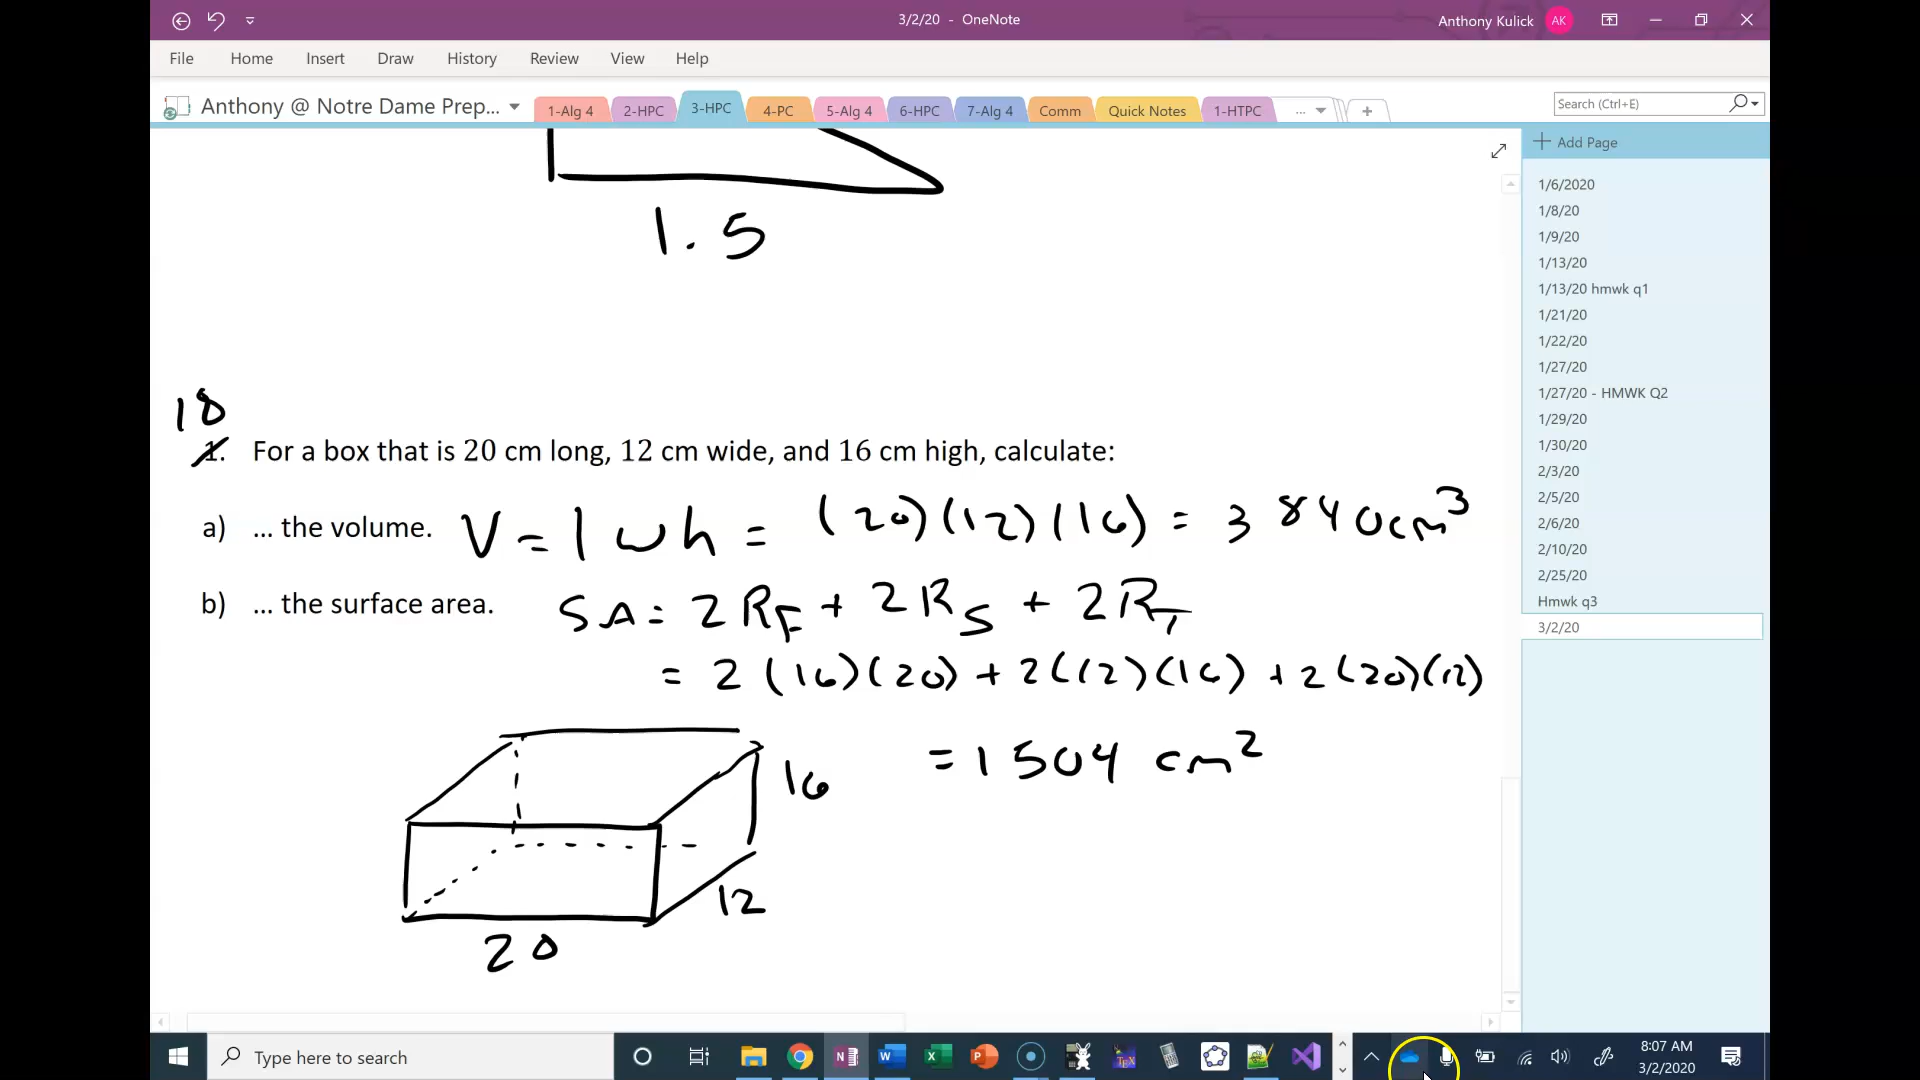 3/2/20 - OneNote
Anthony Kulick AK
File Home Insert Draw History Review View Help
Anthony @ Notre Dame Prep...
1-Alg 4 2-HPC 3-HPC 4-PC 5-Alg 4 6-HPC 7-Alg 4 Comm Quick Notes 1-HTPC ... +
Search (Ctrl+E)
Add Page
1/6/2020
1/8/20
1/9/20
1/13/20
1/13/20 hmwk q1
1/21/20
1/22/20
1/27/20
1/27/20 - HMWK Q2
1/29/20
1/30/20
2/3/20
2/5/20
2/6/20
2/10/20
2/25/20
Hmwk q3
3/2/20
1.5
18
1. For a box that is 20 cm long, 12 cm wide, and 16 cm high, calculate:
a) ... the volume. V = l w h = (20)(12)(16) = 3840cm³
b) ... the surface area. SA = 2R_F + 2R_S + 2R_T
= 2(16)(20) + 2(12)(16) + 2(20)(12)
= 1504 cm²
16
12
20
Type here to search
8:07 AM
3/2/2020